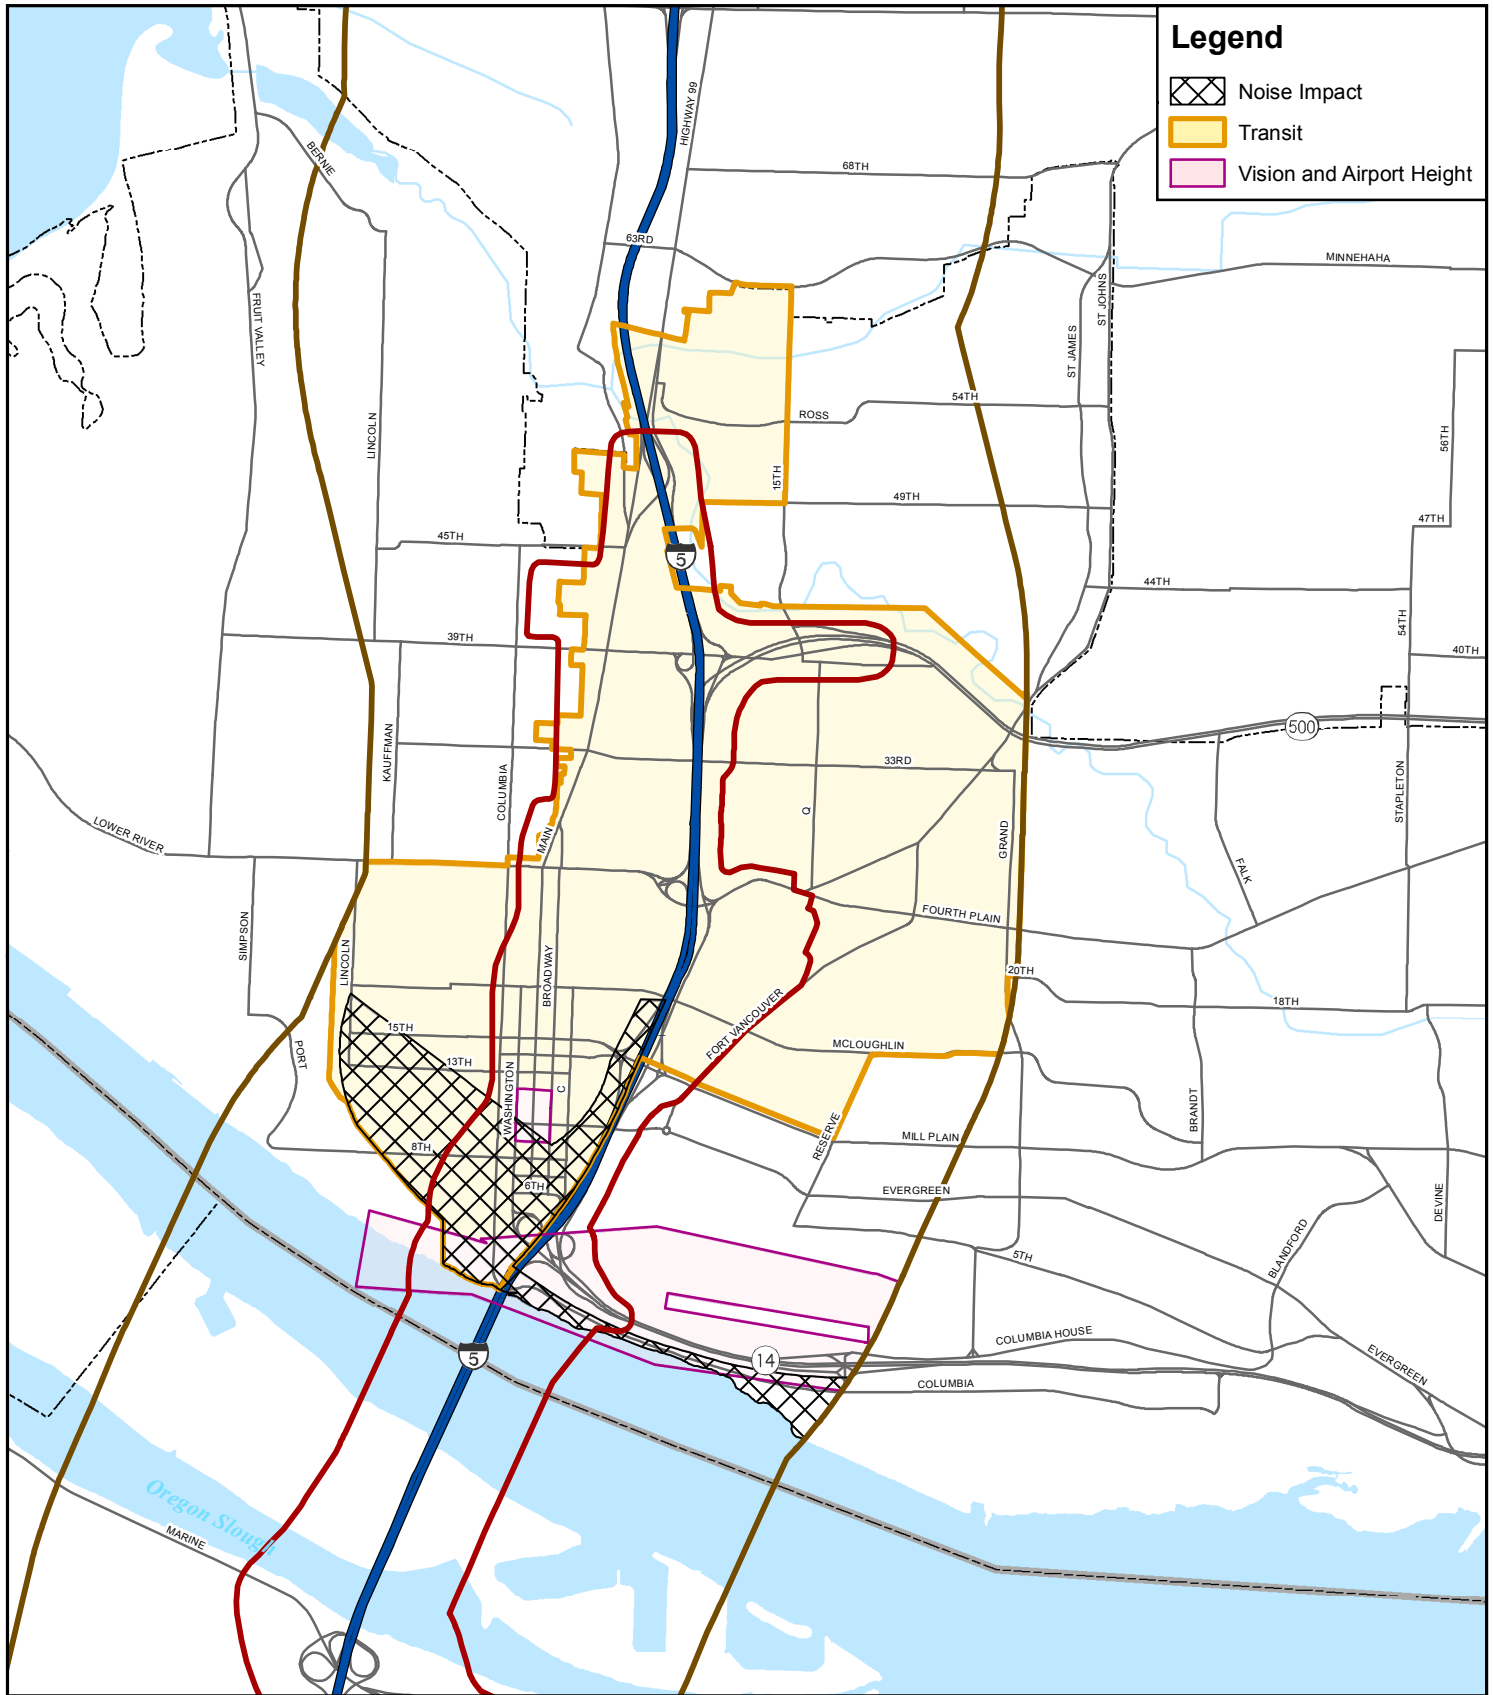 Legend
Noise Impact
Transit
Vision and Airport Height
HIGHWAY 99
BERNIE
68TH
63RD
MINNEHAHA
ST JOHNS
FRUIT VALLEY
ST JAMES
54TH
ROSS
LINCOLN
56TH
15TH
49TH
47TH
45TH
5
44TH
54TH
39TH
40TH
500
KAUFFMAN
33RD
COLUMBIA
STAPLETON
Q
LOWER RIVER
MAIN
GRAND
FALK
FOURTH PLAIN
SIMPSON
LINCOLN
BROADWAY
20TH
18TH
15TH
FORT VANCOUVER
PORT
MCLOUGHLIN
13TH
C
WASHINGTON
BRANDT
RESERVE
MILL PLAIN
8TH
6TH
EVERGREEN
DEVINE
BLANDFORD
5TH
COLUMBIA HOUSE
5
14
EVERGREEN
COLUMBIA
Oregon Slough
MARINE